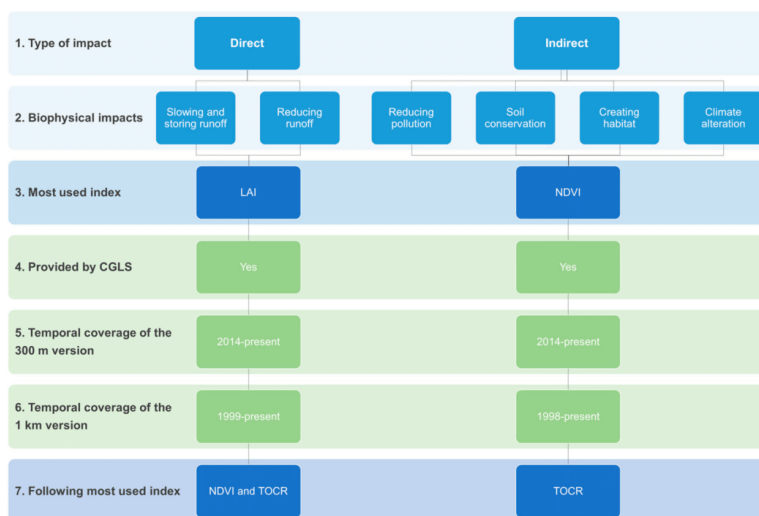 1. Type of impact
Direct
Indirect
2. Biophysical impacts
Slowing and
storing runoff
Reducing
runoff
Reducing
pollution
Soil
conservation
Creating
habitat
Climate
alteration
3. Most used index
LAI
NDVI
4. Provided by CGLS
Yes
Yes
5. Temporal coverage of the
300 m version
2014-present
2014-present
6. Temporal coverage of the
1 km version
1999-present
1998-present
7. Following most used index
NDVI and TOCR
TOCR